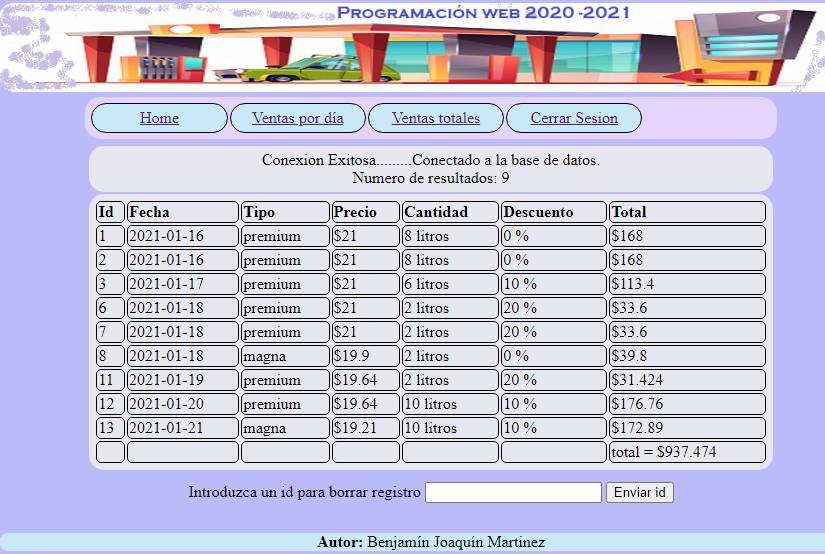 Programación web 2020 -2021
Home Ventas por día Ventas totales Cerrar Sesion
Conexion Exitosa.........Conectado a la base de datos.
Numero de resultados: 9
Id Fecha Tipo Precio Cantidad Descuento Total
1 2021-01-16 premium $21 8 litros 0 % $168
2 2021-01-16 premium $21 8 litros 0 % $168
3 2021-01-17 premium $21 6 litros 10 % $113.4
6 2021-01-18 premium $21 2 litros 20 % $33.6
7 2021-01-18 premium $21 2 litros 20 % $33.6
8 2021-01-18 magna $19.9 2 litros 0 % $39.8
11 2021-01-19 premium $19.64 2 litros 20 % $31.424
12 2021-01-20 premium $19.64 10 litros 10 % $176.76
13 2021-01-21 magna $19.21 10 litros 10 % $172.89
total = $937.474
Introduzca un id para borrar registro Enviar id
Autor: Benjamín Joaquín Martinez